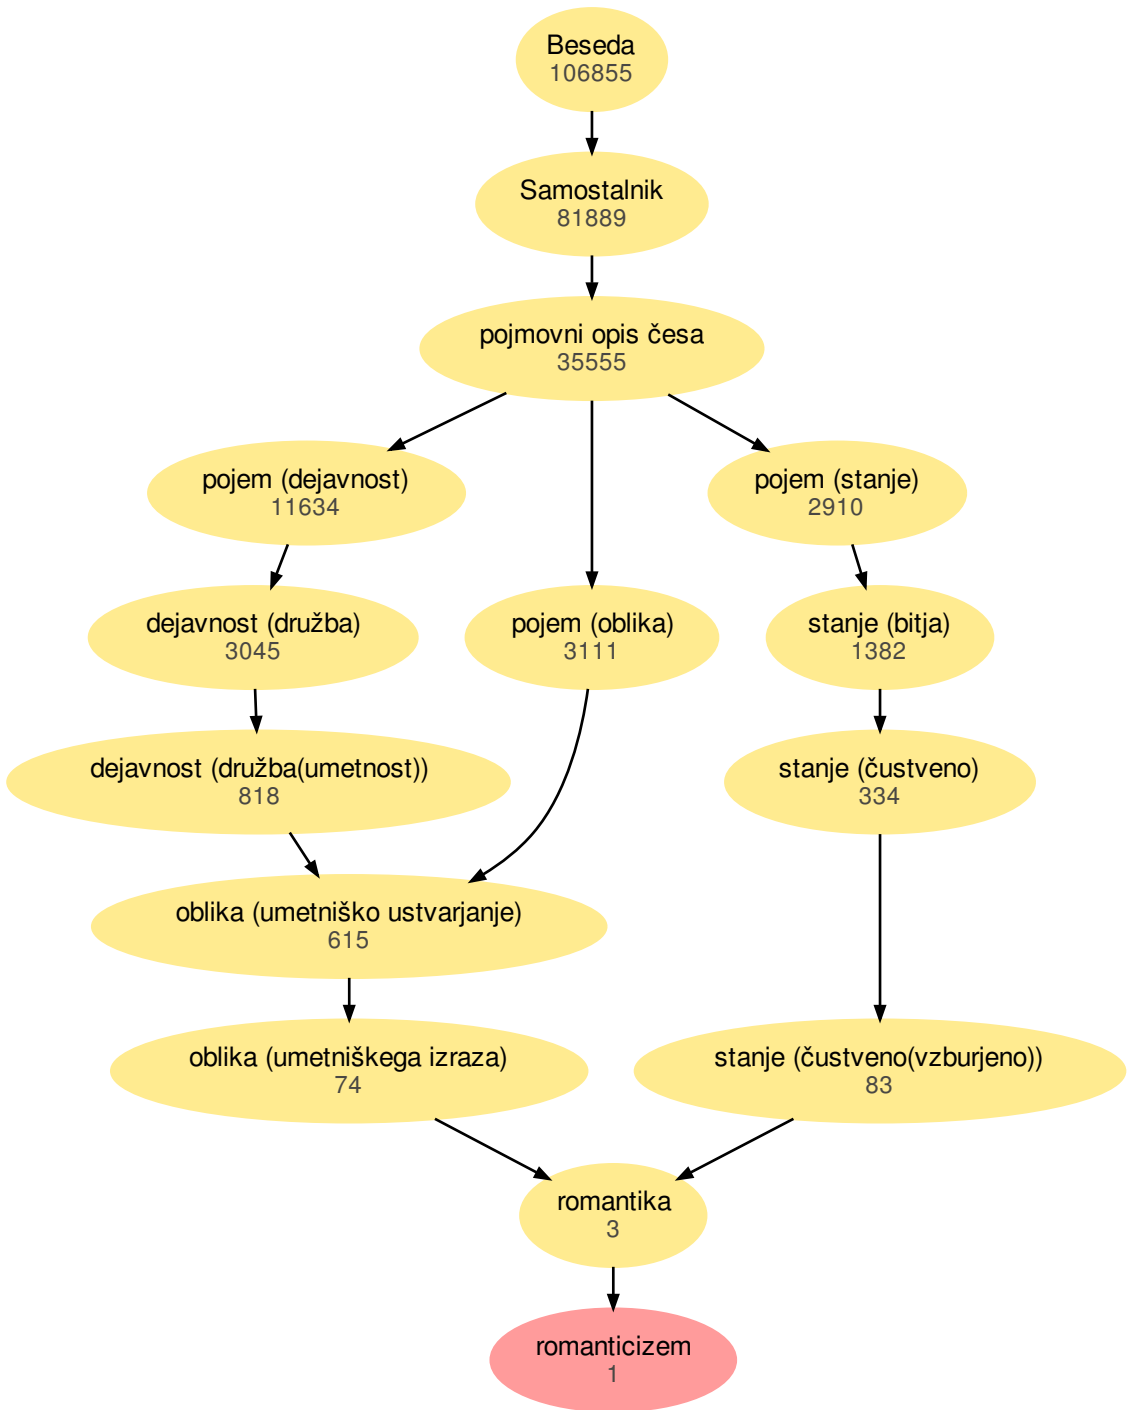 Beseda
106855
Samostalnik
81889
pojmovni opis česa
35555
pojem (dejavnost)
11634
pojem (stanje)
2910
dejavnost (družba)
3045
pojem (oblika)
3111
stanje (bitja)
1382
dejavnost (družba(umetnost))
818
stanje (čustveno)
334
oblika (umetniško ustvarjanje)
615
oblika (umetniškega izraza)
74
stanje (čustveno(vzburjeno))
83
romantika
3
romanticizem
1